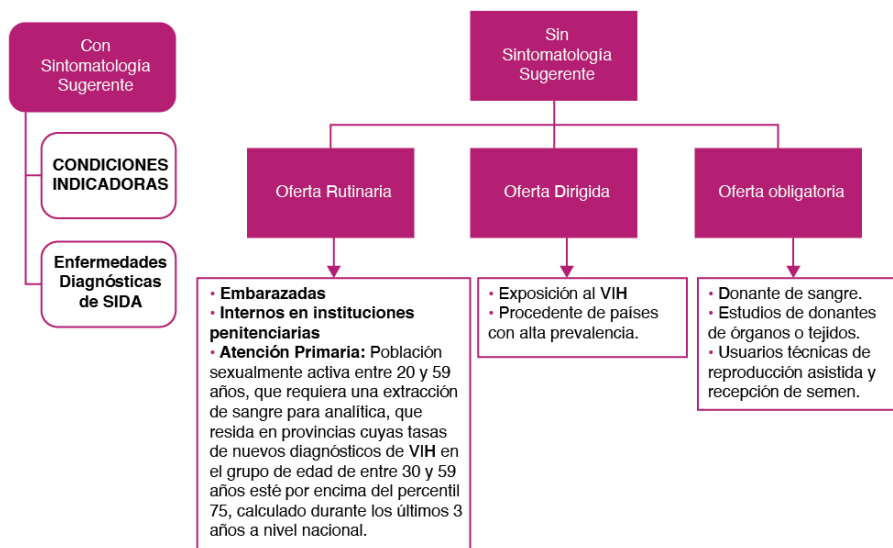 Con
Sintomatología
Sugerente
CONDICIONES
INDICADORAS
Enfermedades
Diagnósticas
de SIDA
Sin
Sintomatología
Sugerente
Oferta Rutinaria
Oferta Dirigida
Oferta obligatoria
• Embarazadas
• Internos en instituciones
penitenciarias
• Atención Primaria: Población
sexualmente activa entre 20 y 59
años, que requiera una extracción
de sangre para analítica, que
resida en provincias cuyas tasas
de nuevos diagnósticos de VIH en
el grupo de edad de entre 30 y 59
años esté por encima del percentil
75, calculado durante los últimos 3
años a nivel nacional.
• Exposición al VIH
• Procedente de países
con alta prevalencia.
• Donante de sangre.
• Estudios de donantes
de órganos o tejidos.
• Usuarios técnicas de
reproducción asistida y
recepción de semen.